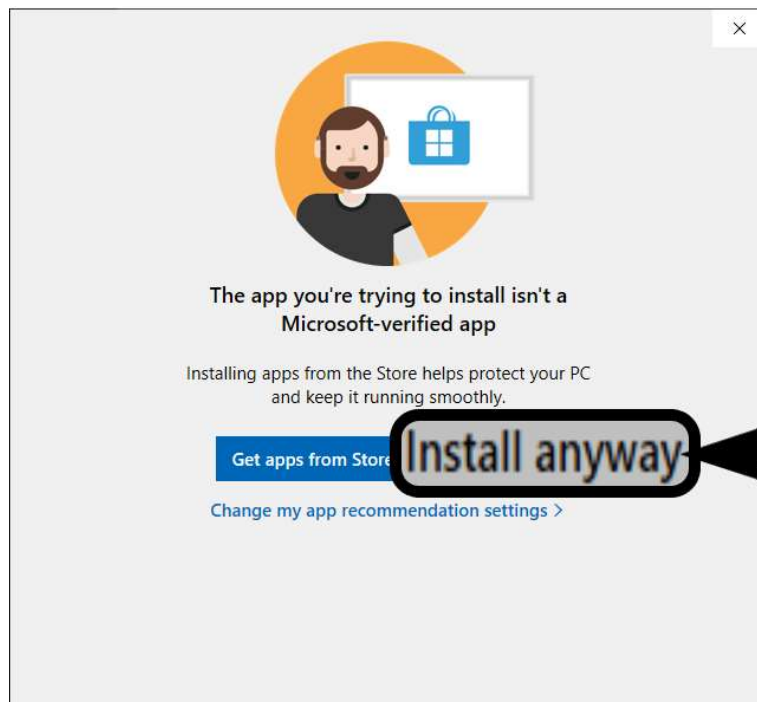 The app you're trying to install isn't a
Microsoft-verified app
Installing apps from the Store helps protect your PC
and keep it running smoothly.
Get apps from Store
Install anyway
Change my app recommendation settings >